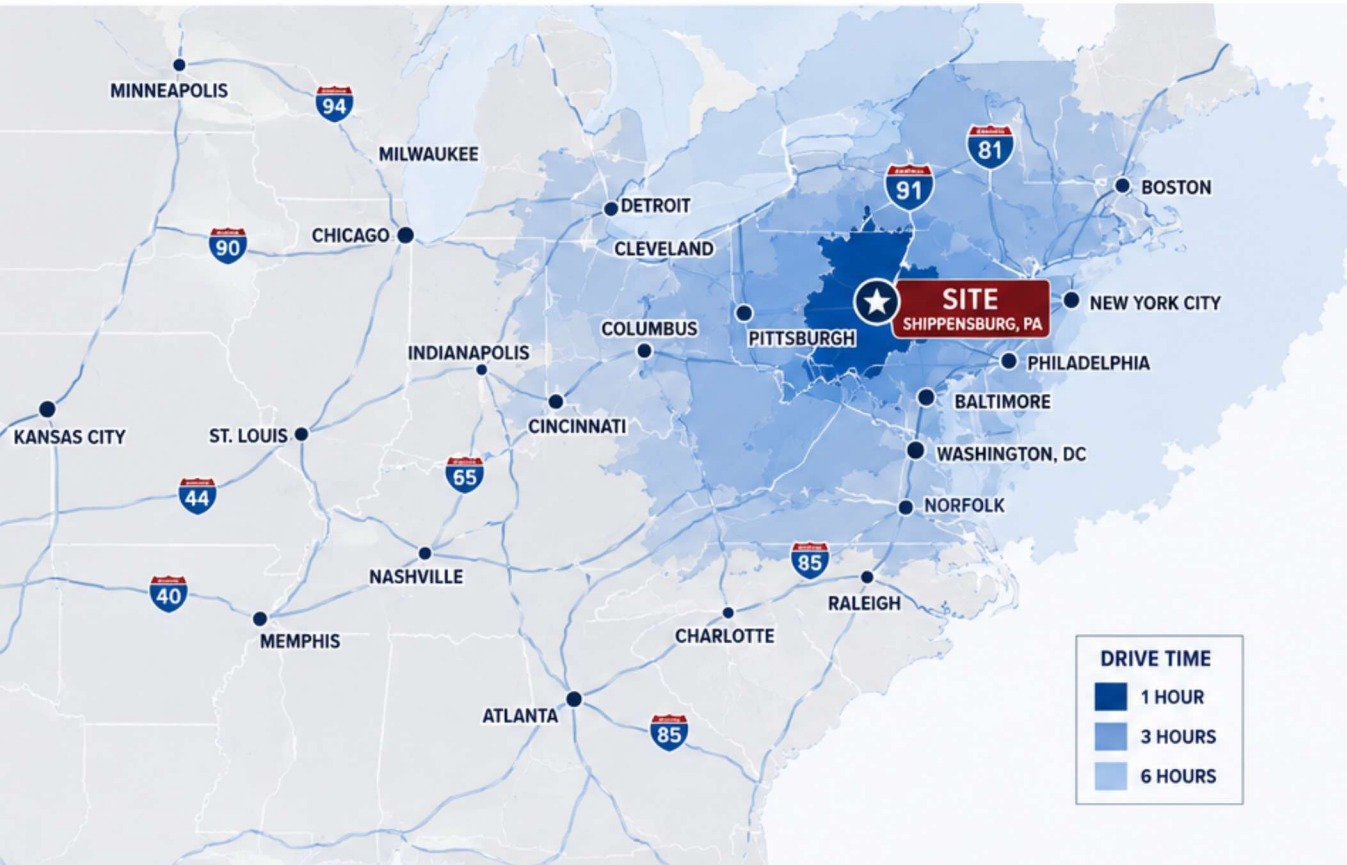 MINNEAPOLIS
94
MILWAUKEE
81
91
BOSTON
DETROIT
CHICAGO
90
CLEVELAND
SITE
SHIPPENSBURG, PA
NEW YORK CITY
COLUMBUS
PITTSBURGH
INDIANAPOLIS
PHILADELPHIA
BALTIMORE
CINCINNATI
KANSAS CITY
ST. LOUIS
WASHINGTON, DC
65
44
NORFOLK
85
NASHVILLE
40
RALEIGH
CHARLOTTE
MEMPHIS
DRIVE TIME
1 HOUR
3 HOURS
6 HOURS
ATLANTA
85